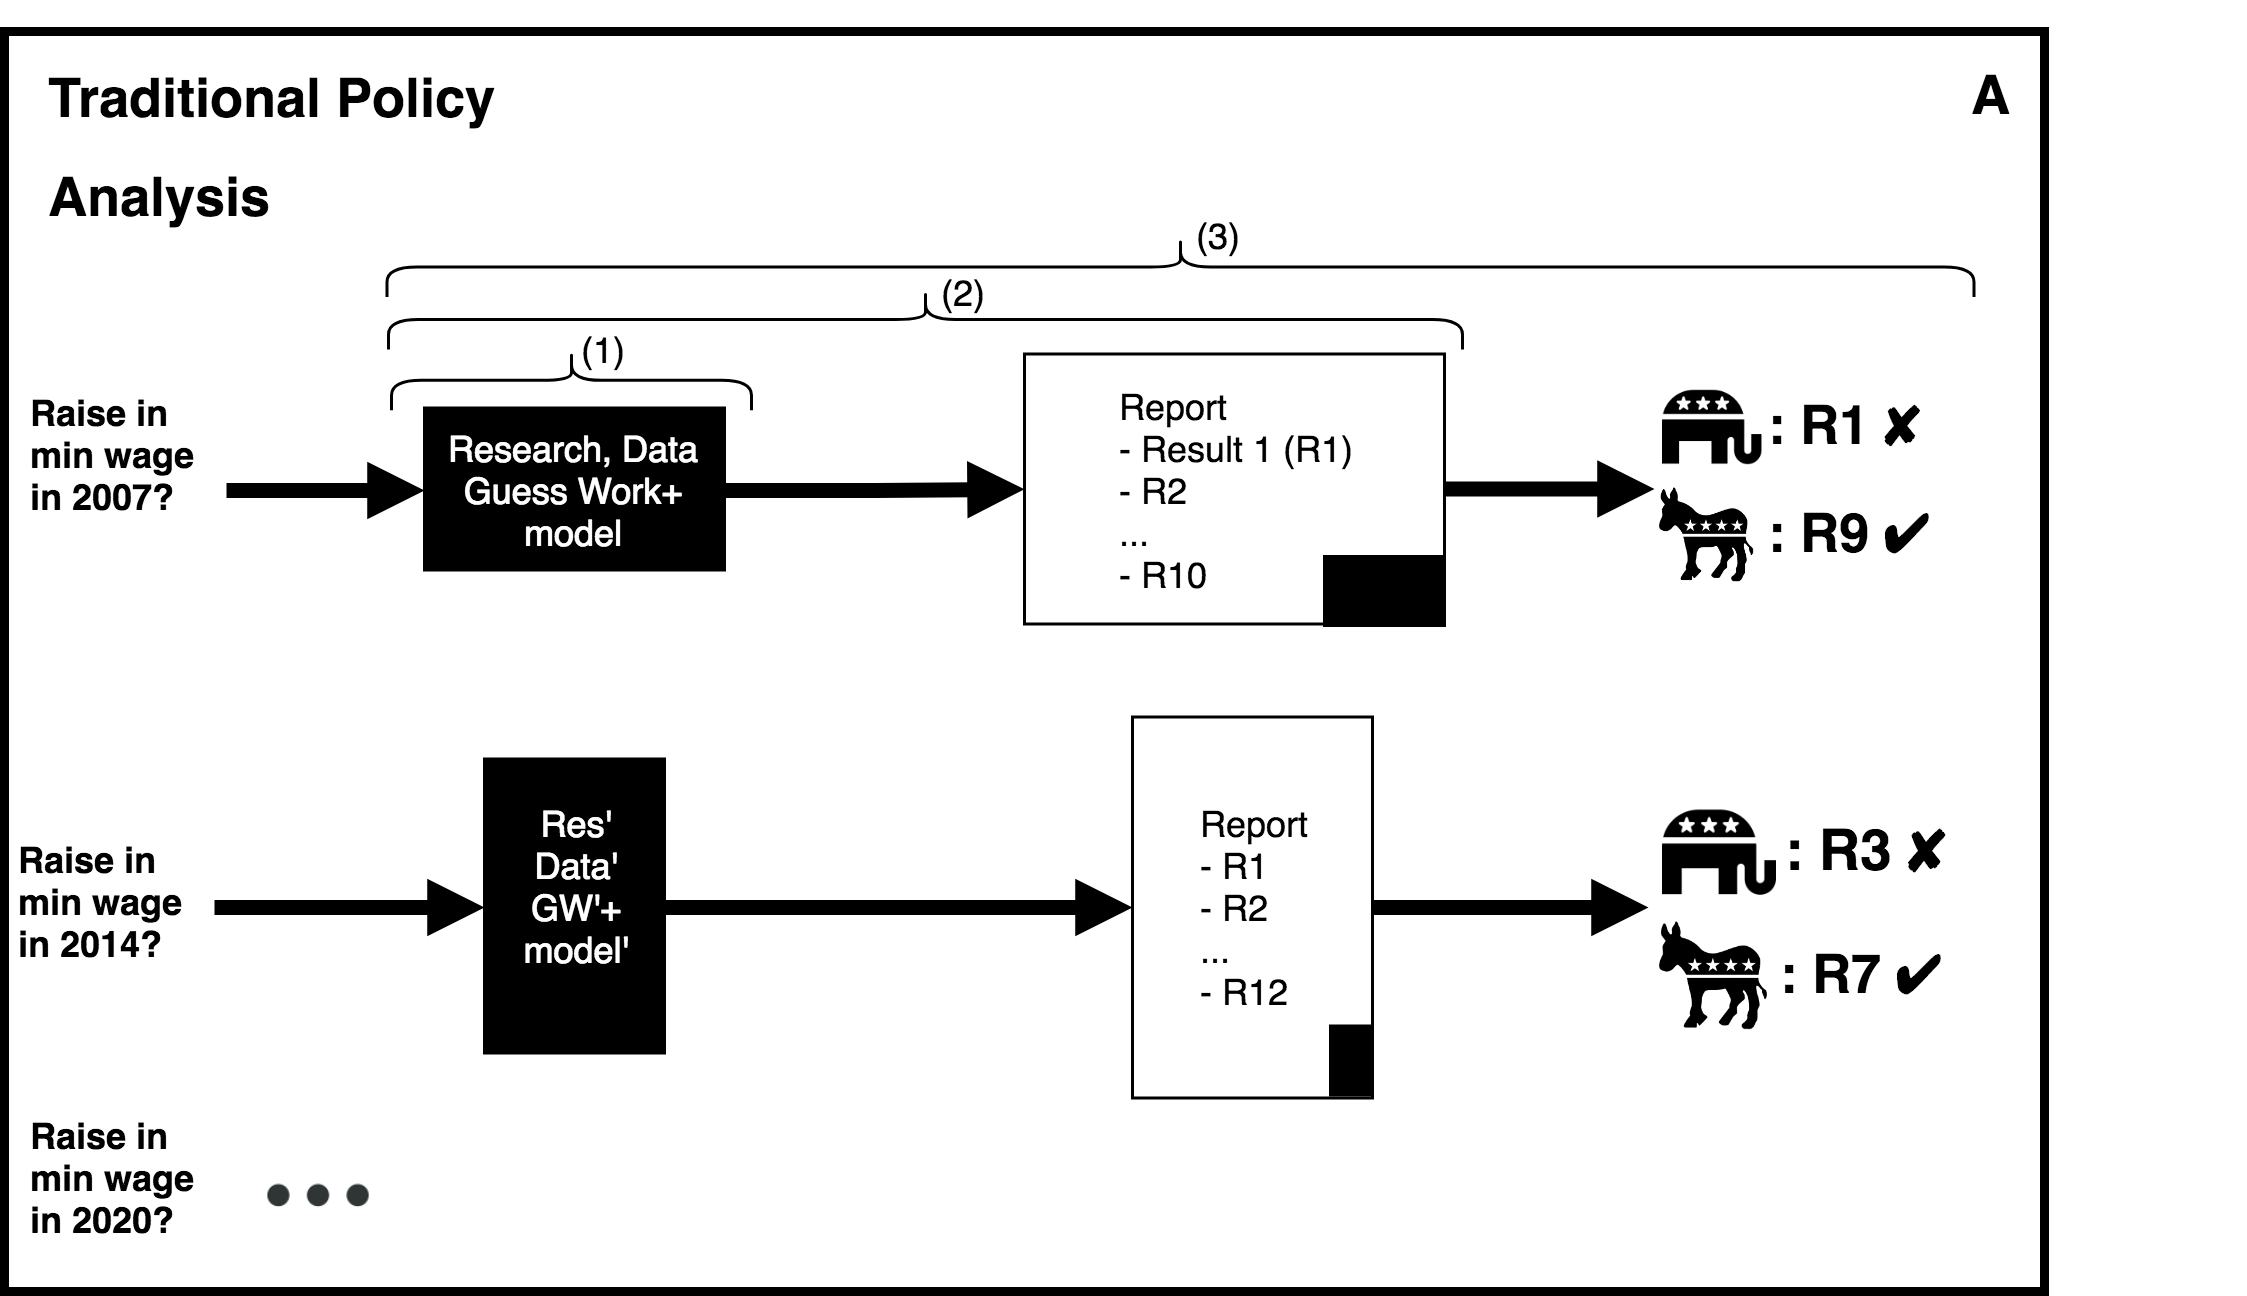 Traditional Policy
Analysis
A
(3)
(2)
(1)
Raise in
min wage
in 2007?
Research, Data
Guess Work+
model
Report
- Result 1 (R1)
- R2
...
- R10
: R1 ✘
: R9 ✔
Raise in
min wage
in 2014?
Res'
Data'
GW'+
model'
Report
- R1
- R2
...
- R12
: R3 ✘
: R7 ✔
Raise in
min wage
in 2020?